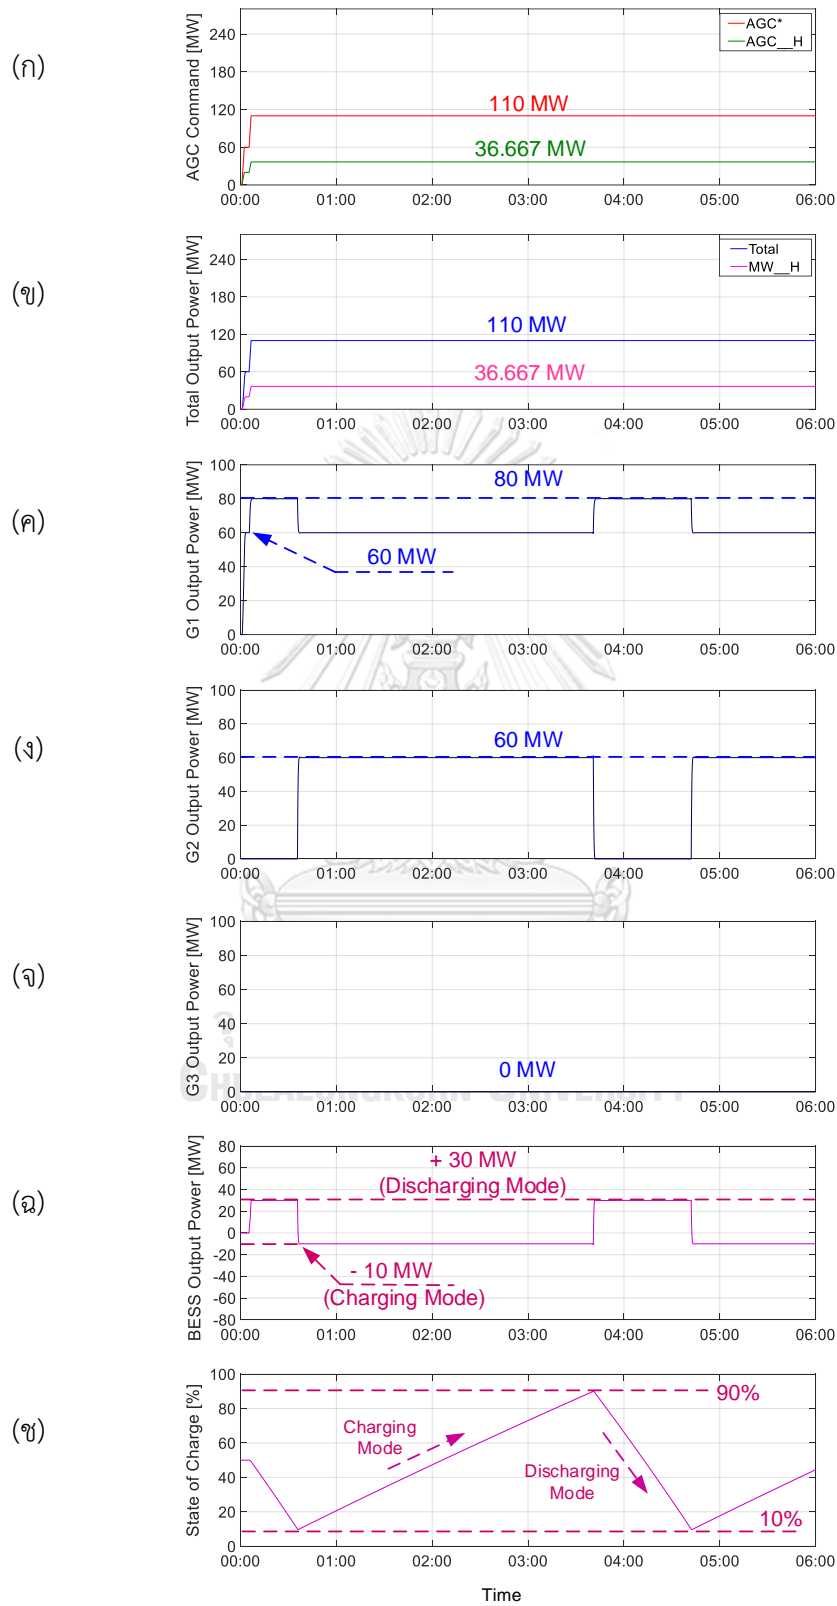 (ก)
AGC Command [MW]
240
180
120
60
0
AGC*
AGC__H
110 MW
36.667 MW
00:00 01:00 02:00 03:00 04:00 05:00 06:00
(ข)
Total Output Power [MW]
240
180
120
60
0
Total
MW__H
110 MW
36.667 MW
00:00 01:00 02:00 03:00 04:00 05:00 06:00
(ค)
G1 Output Power [MW]
100
80
60
40
20
0
80 MW
60 MW
00:00 01:00 02:00 03:00 04:00 05:00 06:00
(ง)
G2 Output Power [MW]
100
80
60
40
20
0
60 MW
00:00 01:00 02:00 03:00 04:00 05:00 06:00
(จ)
G3 Output Power [MW]
100
80
60
40
20
0
0 MW
CHULALONGKORN UNIVERSITY
00:00 01:00 02:00 03:00 04:00 05:00 06:00
(ฉ)
BESS Output Power [MW]
80
60
40
20
0
-20
-40
-60
-80
+ 30 MW
(Discharging Mode)
- 10 MW
(Charging Mode)
00:00 01:00 02:00 03:00 04:00 05:00 06:00
(ช)
State of Charge [%]
100
80
60
40
20
0
90%
Charging
Mode
Discharging
Mode
10%
00:00 01:00 02:00 03:00 04:00 05:00 06:00
Time